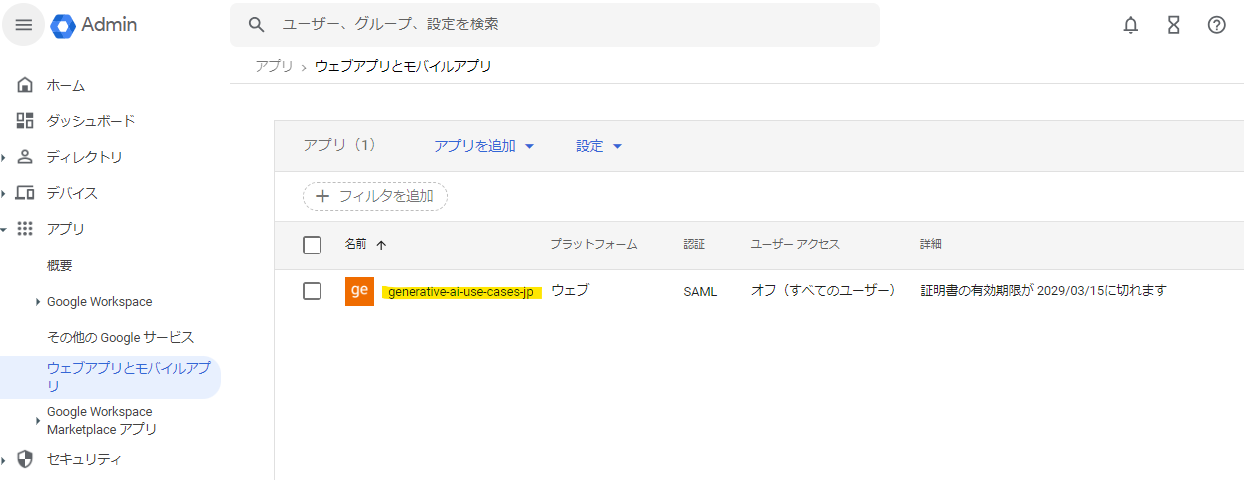 Admin
ユーザー、グループ、設定を検索
アプリ › ウェブアプリとモバイルアプリ
ホーム
ダッシュボード
ディレクトリ
デバイス
アプリ
概要
Google Workspace
その他の Google サービス
ウェブアプリとモバイルアプ
リ
Google Workspace
Marketplace アプリ
セキュリティ
アプリ（1） アプリを追加 設定
フィルタを追加
名前 プラットフォーム 認証 ユーザー アクセス 詳細
ge generative-ai-use-cases-jp ウェブ SAML オフ（すべてのユーザー） 証明書の有効期限が 2029/03/15に切れます